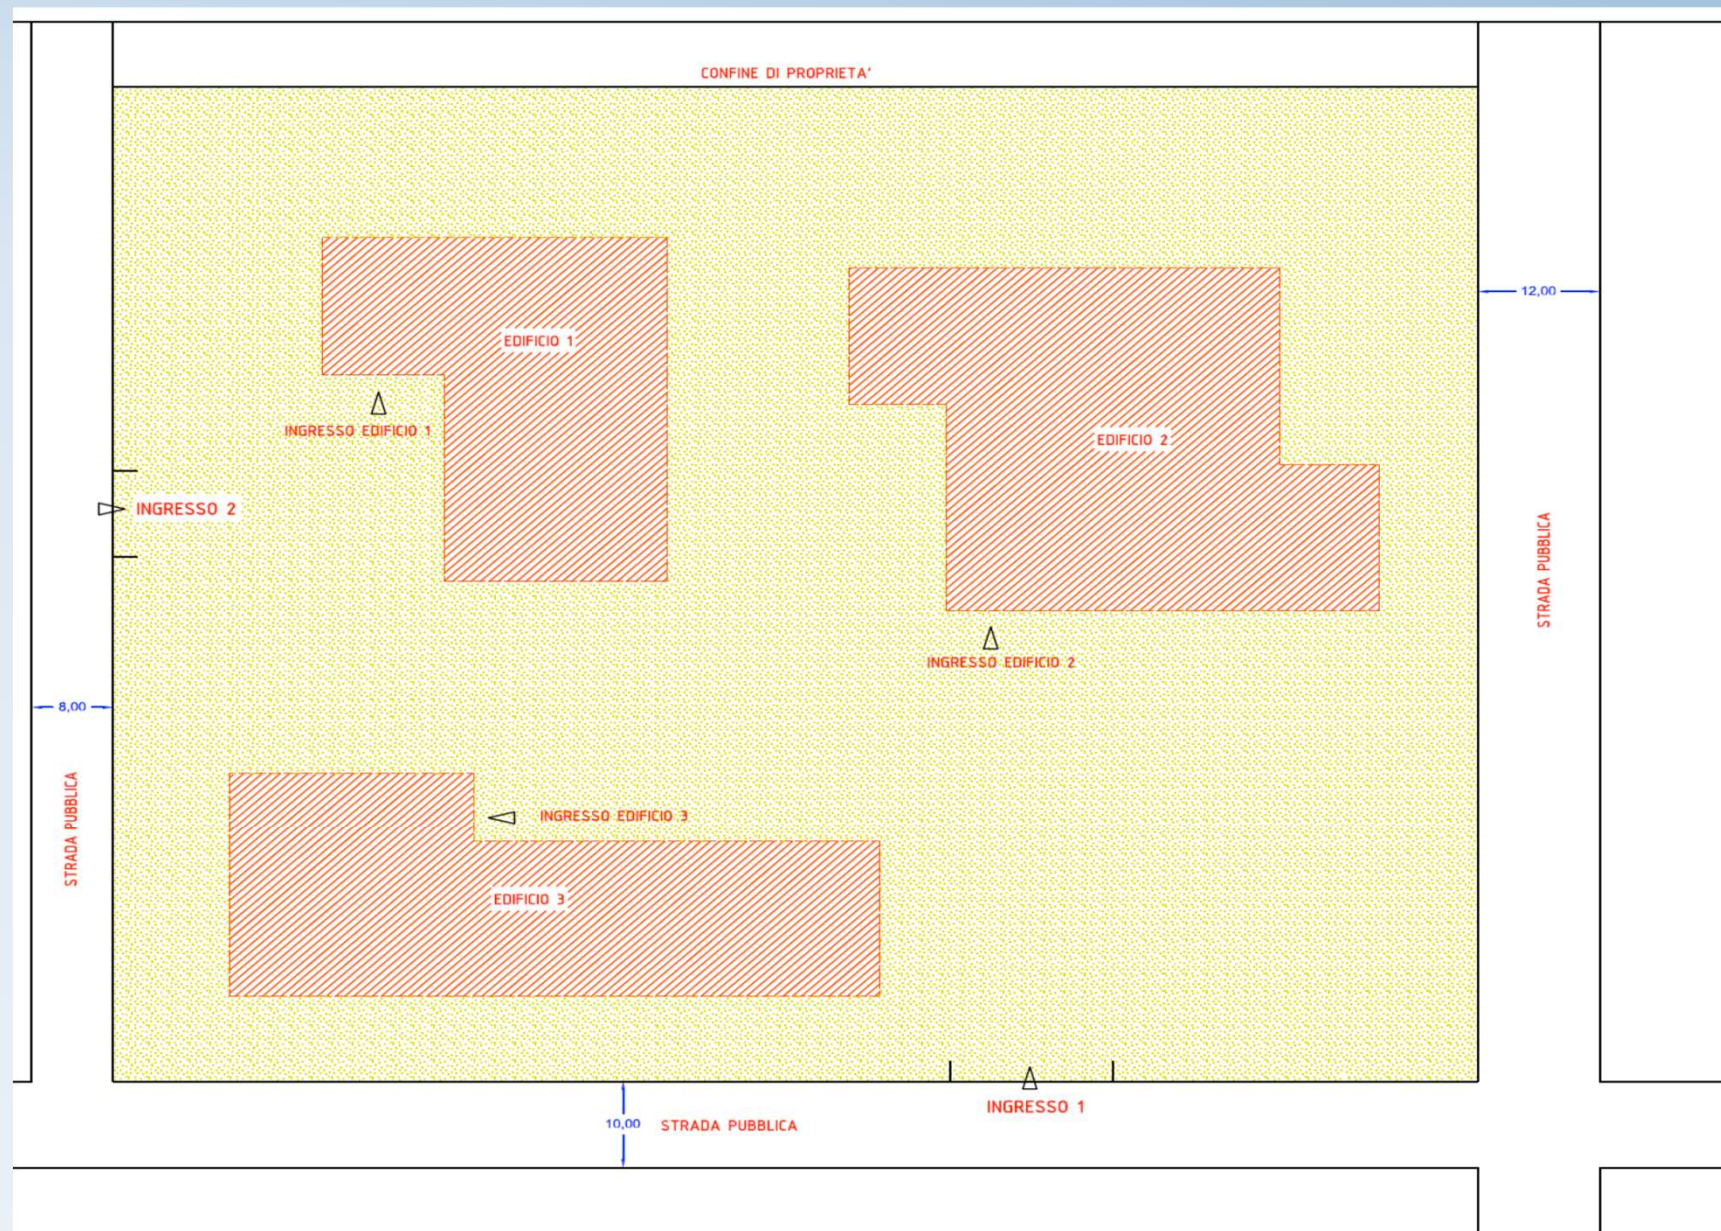 CONFINE DI PROPRIETA'
12,00
EDIFICIO 1
INGRESSO EDIFICIO 1
EDIFICIO 2
INGRESSO 2
STRADA PUBBLICA
INGRESSO EDIFICIO 2
8,00
STRADA PUBBLICA
INGRESSO EDIFICIO 3
EDIFICIO 3
INGRESSO 1
10,00 STRADA PUBBLICA